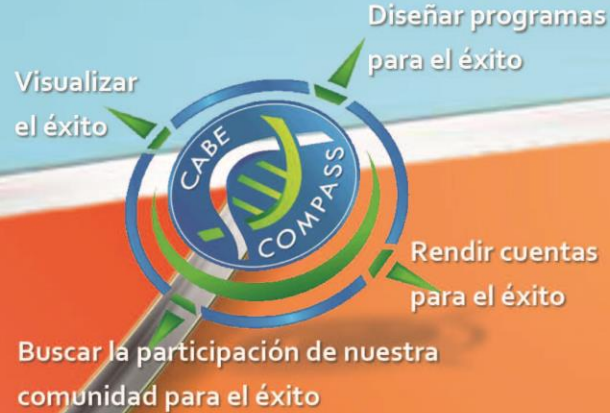 Diseñar programas
para el éxito
Visualizar
el éxito
CABE
COMPASS
Rendir cuentas
para el éxito
Buscar la participación de nuestra
comunidad para el éxito